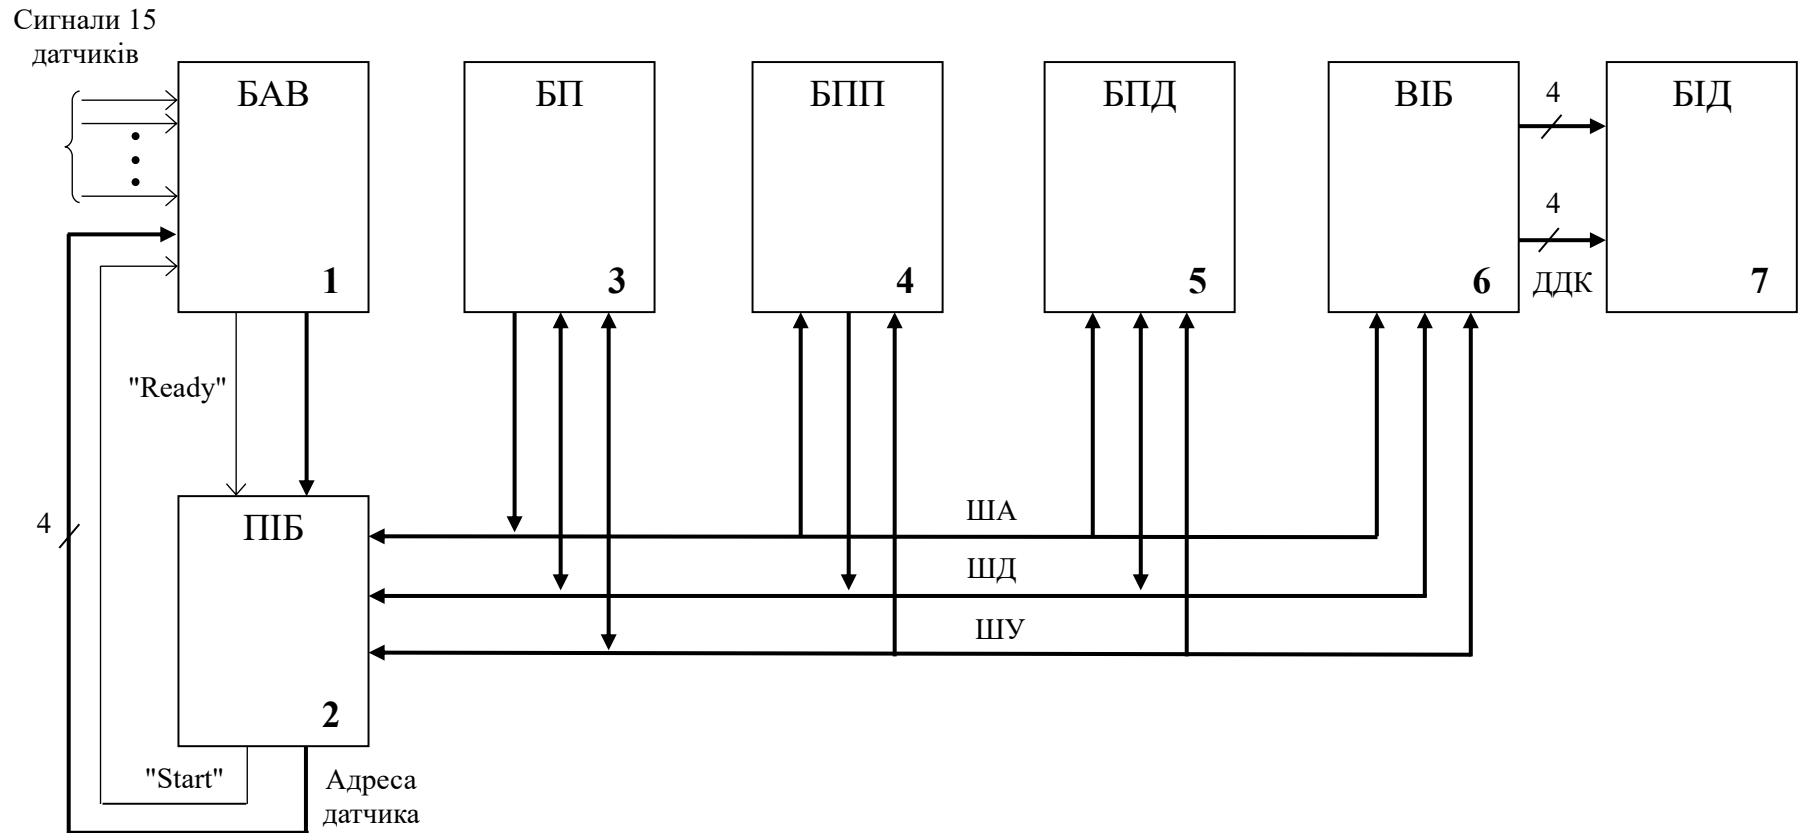 Сигнали 15
датчиків
БАВ
БП
БПП
БПД
ВІБ
4
БІД
4
1
3
4
5
6
ДДК
7
"Ready"
4
ПІБ
ША
ШД
ШУ
2
"Start"
Адреса
датчика